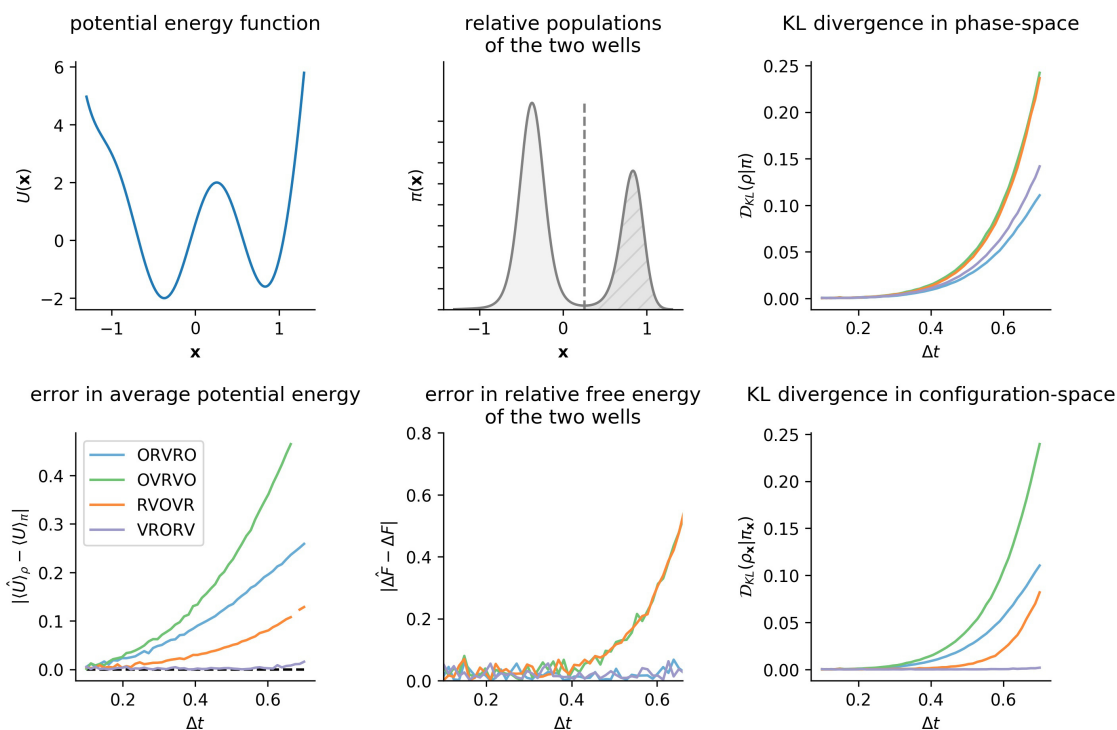 potential energy function
6
4
2
0
−2
U(x)
−1
0
1
x
relative populations
of the two wells
π(x)
−1
0
1
x
KL divergence in phase-space
0.25
0.20
0.15
0.10
0.05
0.00
𝒟KL(ρ|π)
0.2
0.4
0.6
Δt
error in average potential energy
ORVRO
OVRVO
RVOVR
VRORV
0.4
0.3
0.2
0.1
0.0
|⟨Û⟩ρ − ⟨U⟩π|
0.2
0.4
0.6
Δt
error in relative free energy
of the two wells
0.8
0.6
0.4
0.2
0.0
|ΔF̂ − ΔF|
0.2
0.4
0.6
Δt
KL divergence in configuration-space
0.25
0.20
0.15
0.10
0.05
0.00
𝒟KL(ρx|πx)
0.2
0.4
0.6
Δt